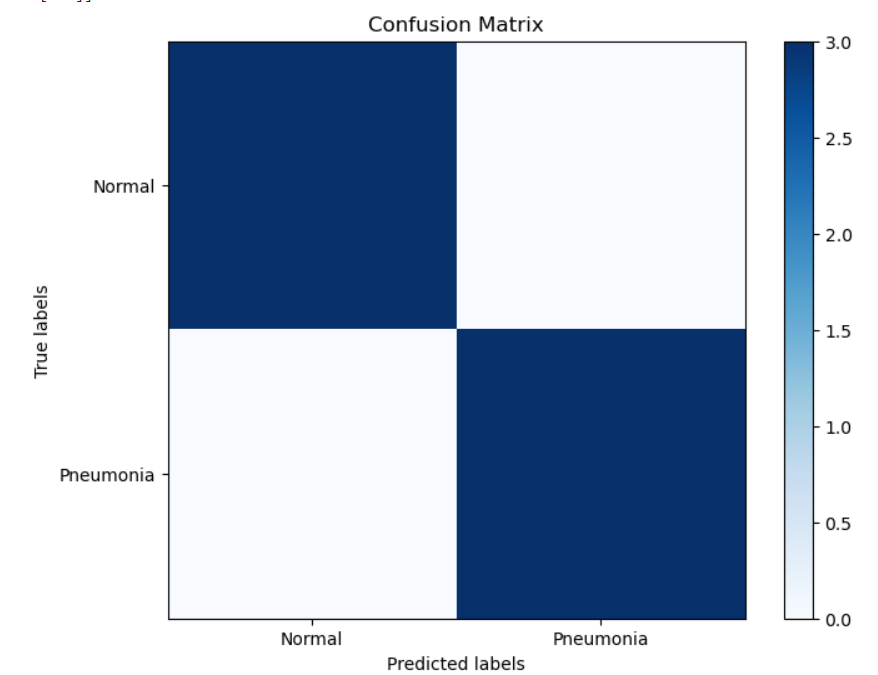 Confusion Matrix
Normal
Pneumonia
True labels
Normal Pneumonia
Predicted labels
3.0
2.5
2.0
1.5
1.0
0.5
0.0